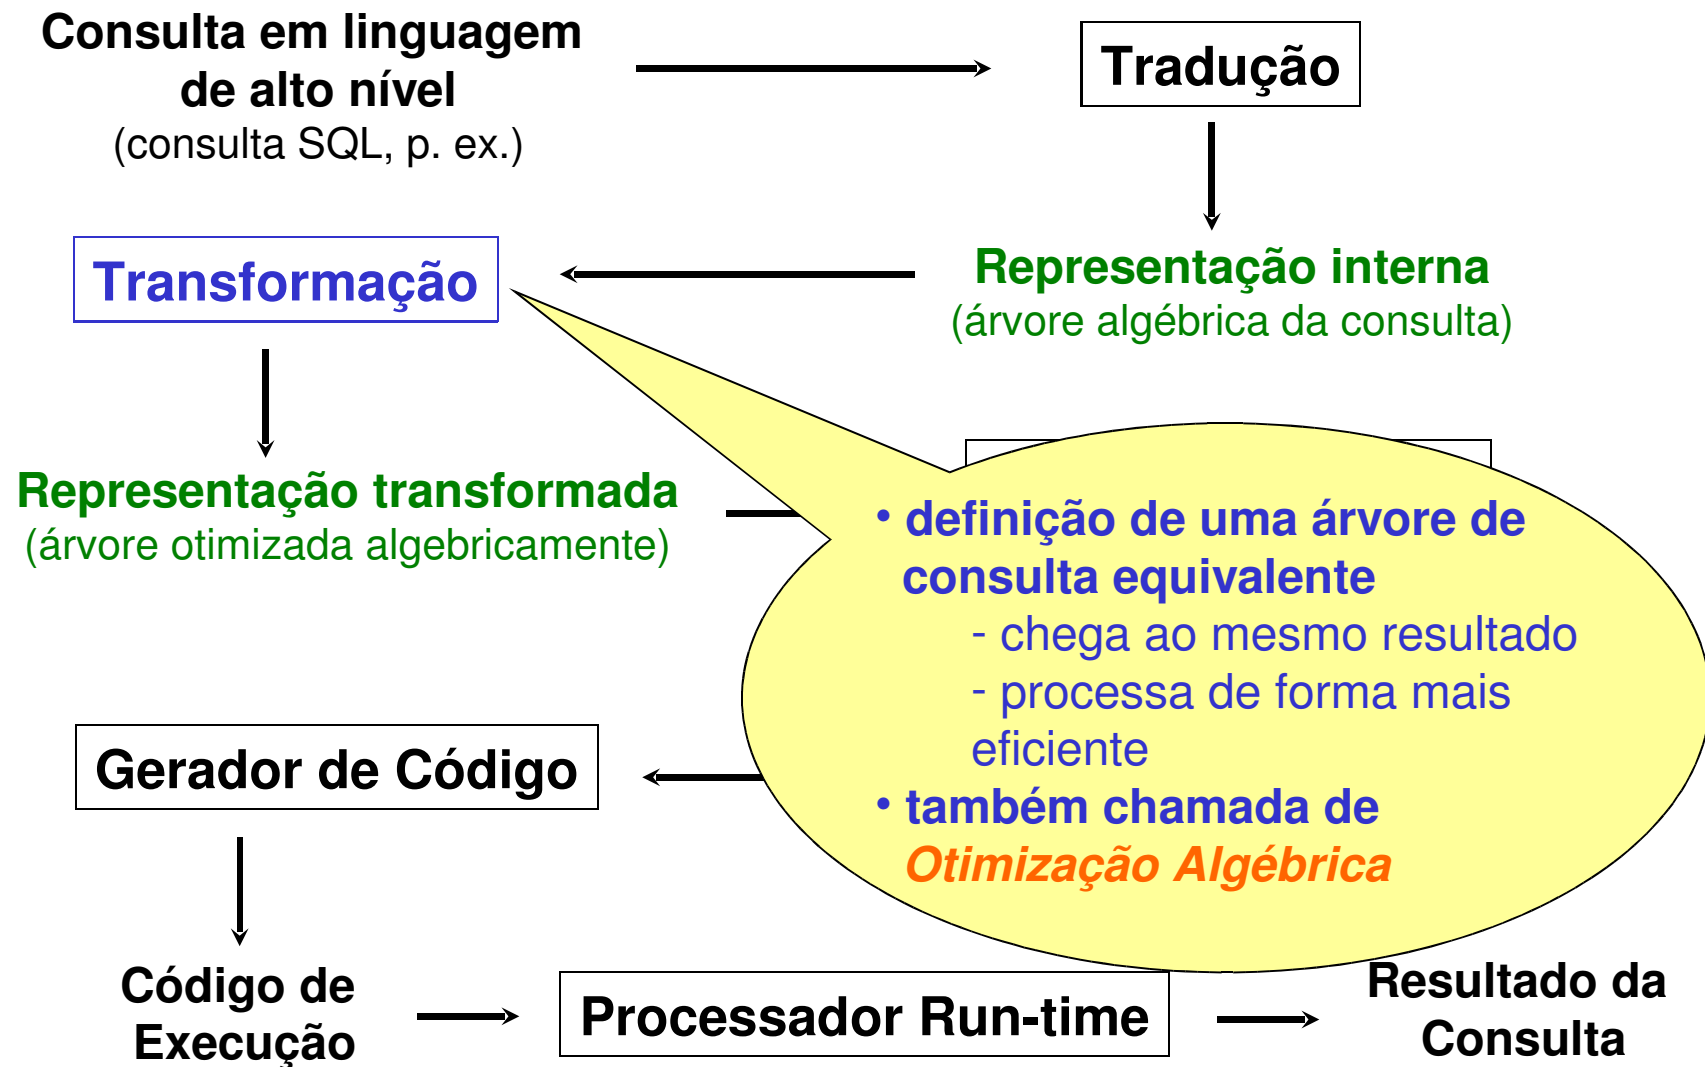 Consulta em linguagem
de alto nível
(consulta SQL, p. ex.)
Tradução
Transformação
Representação interna
(árvore algébrica da consulta)
Representação transformada
(árvore otimizada algebricamente)
• definição de uma árvore de
consulta equivalente
- chega ao mesmo resultado
- processa de forma mais
eficiente
• também chamada de
Otimização Algébrica
Gerador de Código
Código de
Execução
Processador Run-time
Resultado da
Consulta